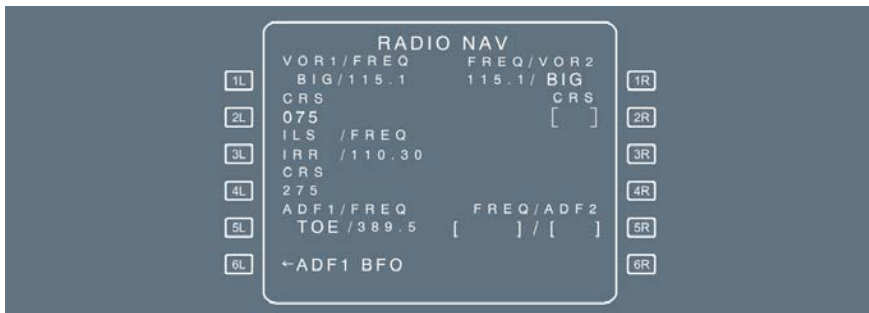 RADIO NAV
VOR1/FREQ FREQ/VOR2
1L BIG/115.1 115.1/ BIG 1R
CRS CRS
2L 075 [ ] 2R
ILS /FREQ
3L IRR /110.30 3R
CRS
4L 275 4R
ADF1/FREQ FREQ/ADF2
5L TOE /389.5 [ ] / [ ] 5R
6L ←ADF1 BFO 6R